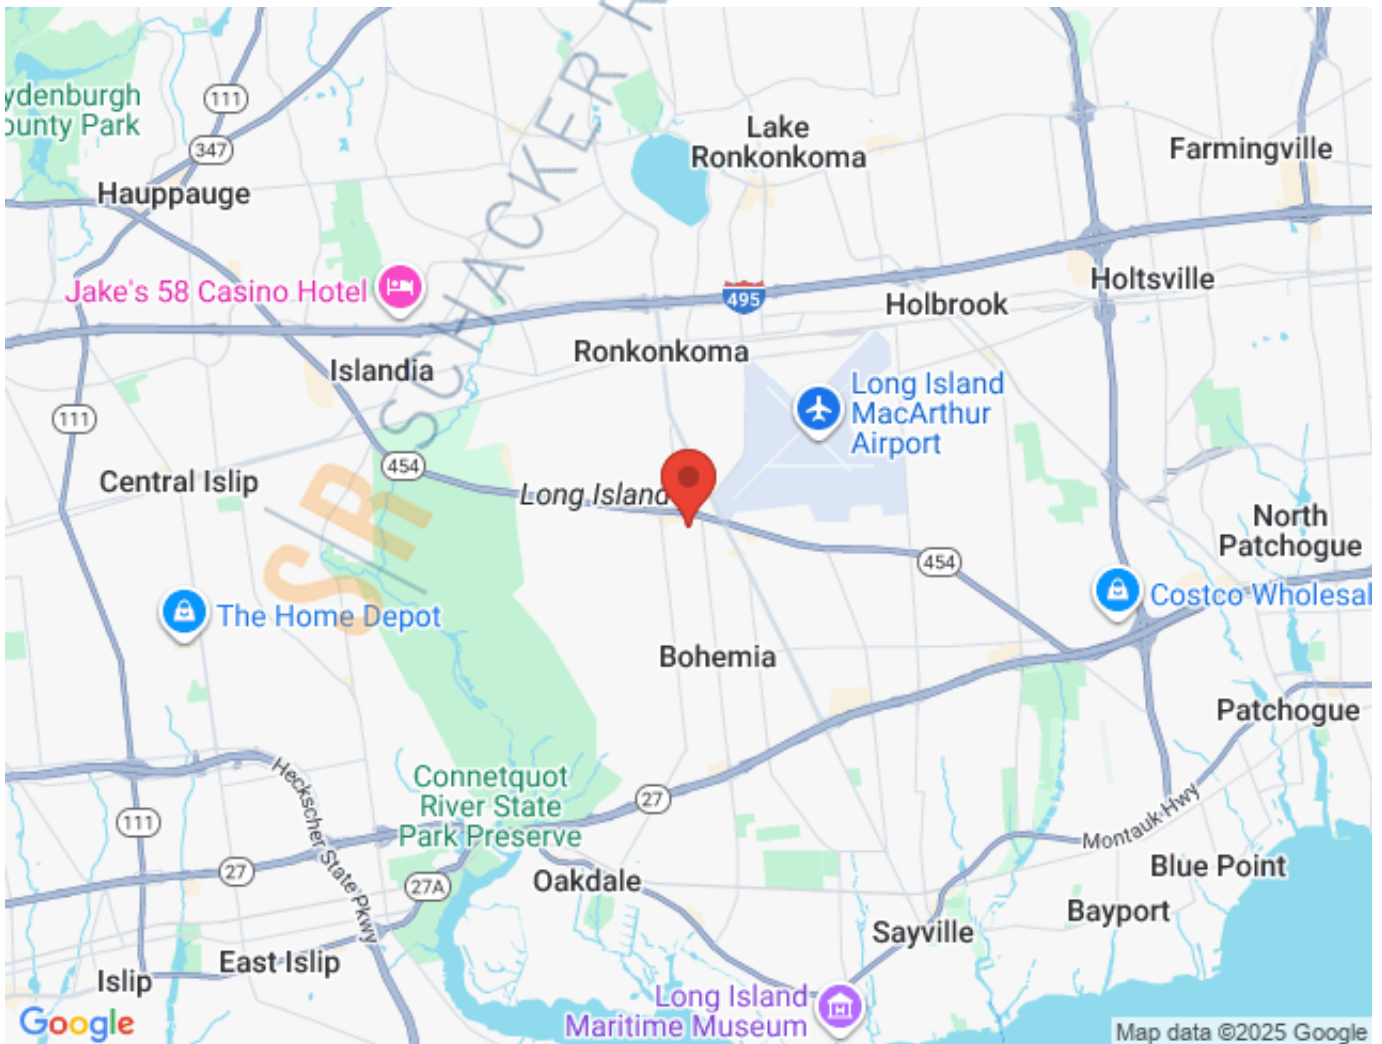 ydenburgh
ounty Park
111
347
Hauppauge
Lake
Ronkonkoma
Farmingville
Jake's 58 Casino Hotel
495
Holbrook
Holtsville
Ronkonkoma
Islandia
111
Long Island
MacArthur
Airport
454
Central Islip
Long Island
North
Patchogue
454
The Home Depot
Costco Wholesal
Bohemia
Patchogue
Connetquot
River State
Park Preserve
27
Heckscher State Pkwy
111
27
27A
Montauk Hwy
Oakdale
Blue Point
Bayport
Sayville
East Islip
Islip
Long Island
Maritime Museum
Google
Map data ©2025 Google
SIR SCHACKER R